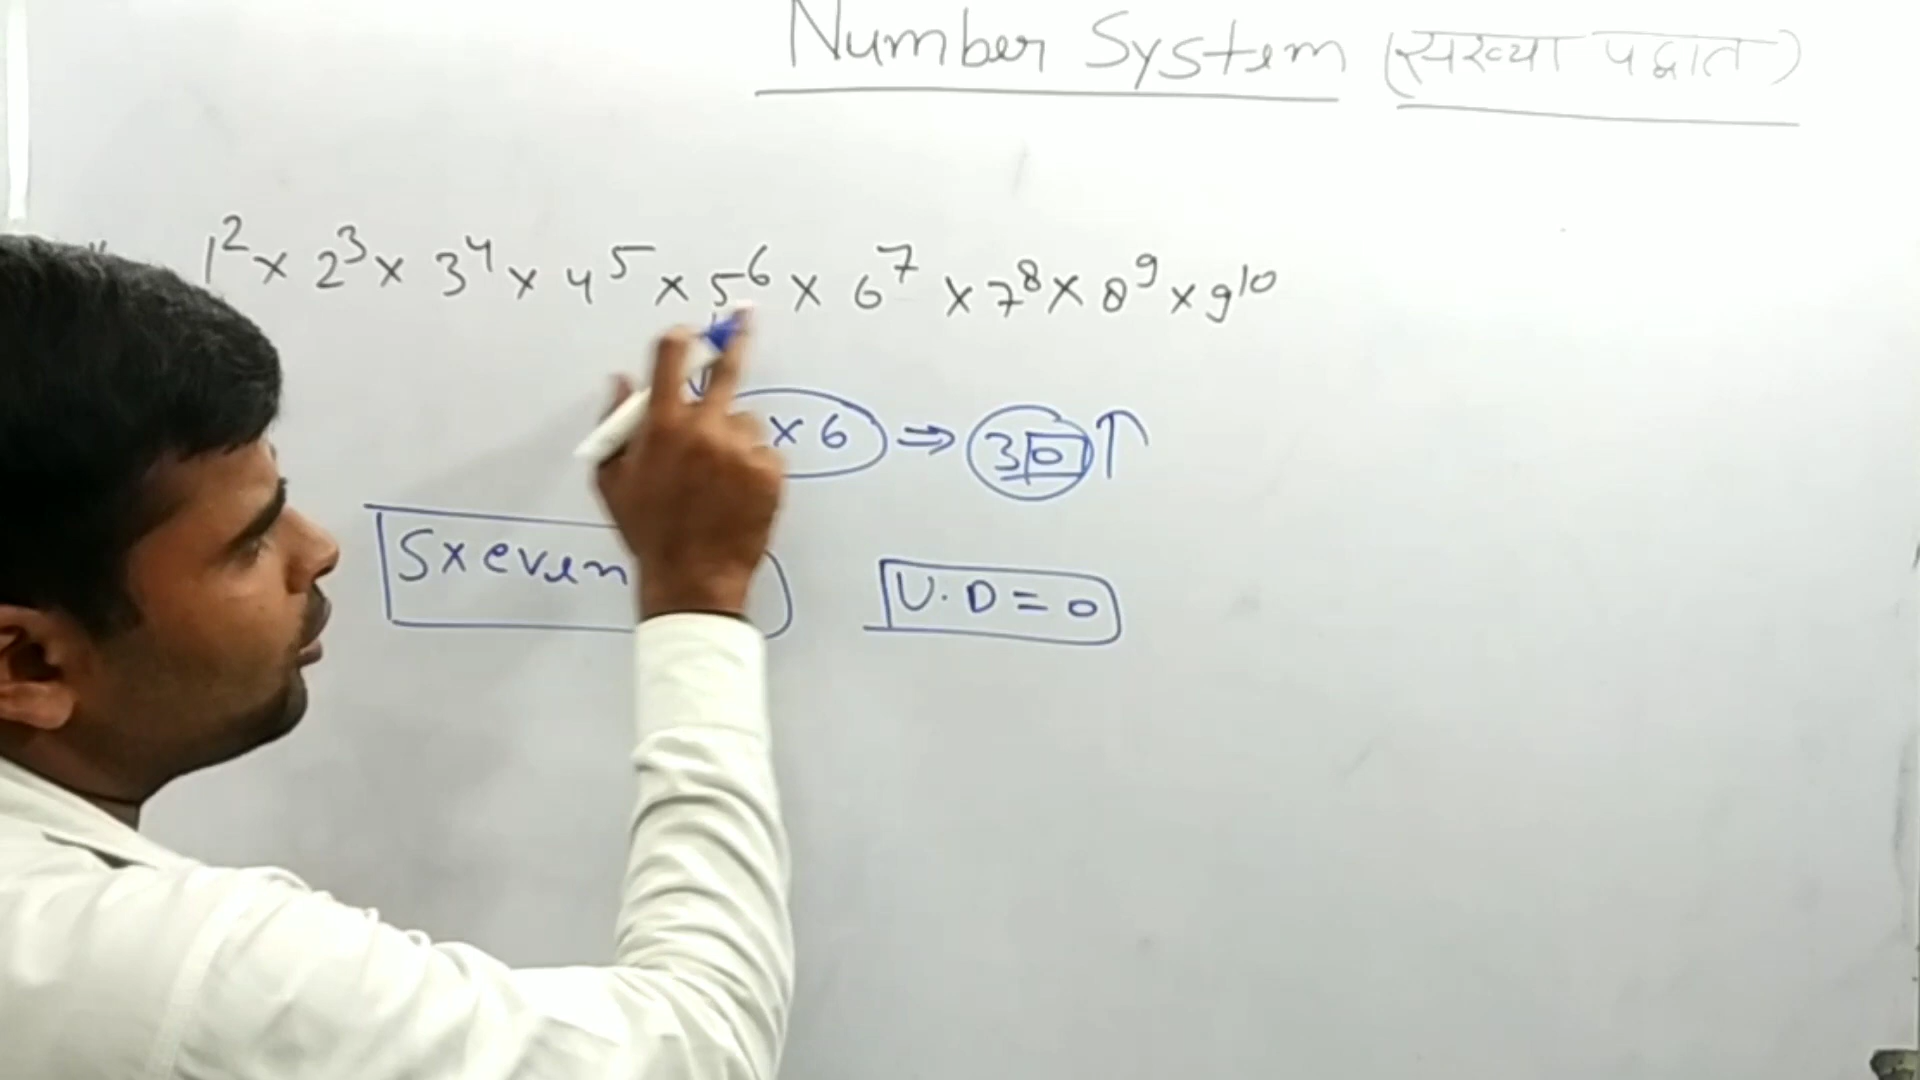 Number System (संख्या पद्धति)
1² x 2³ x 3⁴ x 4⁵ x 5⁶ x 6⁷ x 7⁸ x 8⁹ x 9¹⁰
x 6 ⇒ 30 ↑
5 x even
U.D = 0